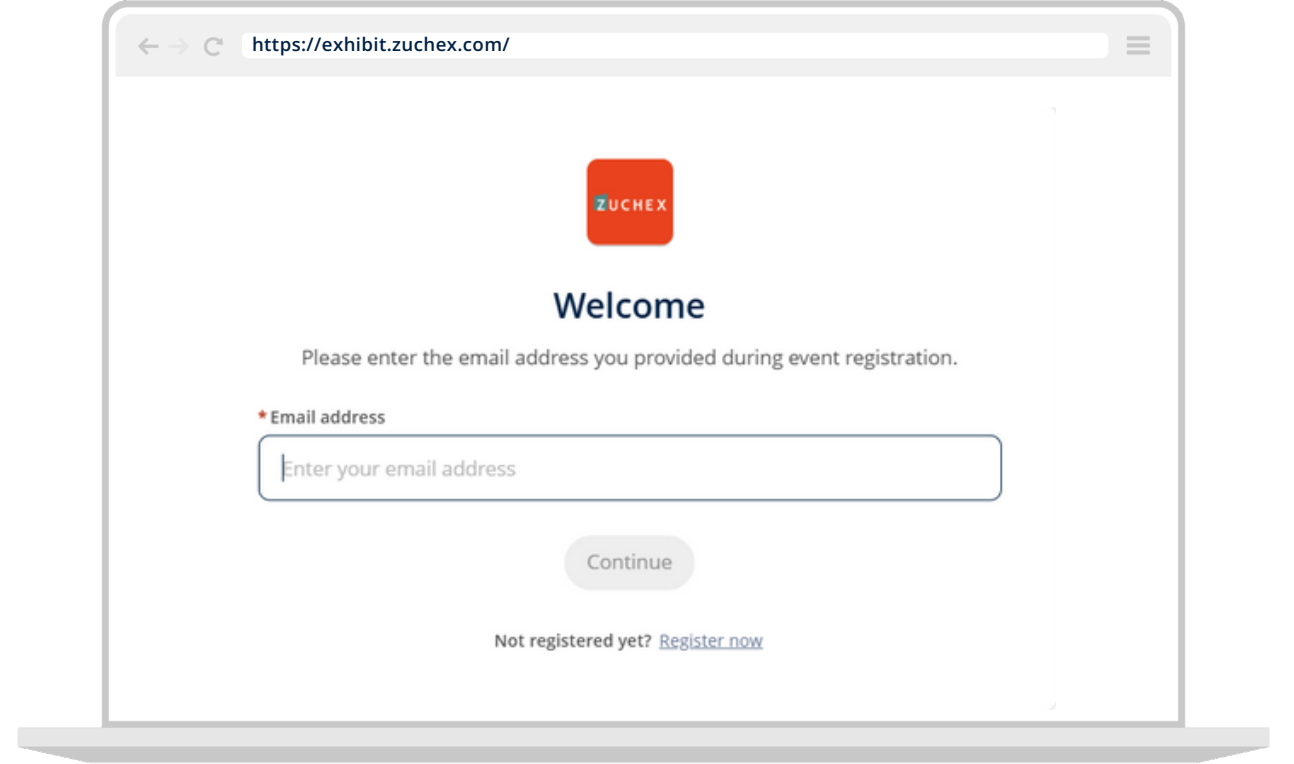 https://exhibit.zuchex.com/
ZUCHEX
Welcome
Please enter the email address you provided during event registration.
* Email address
Enter your email address
Continue
Not registered yet? Register now